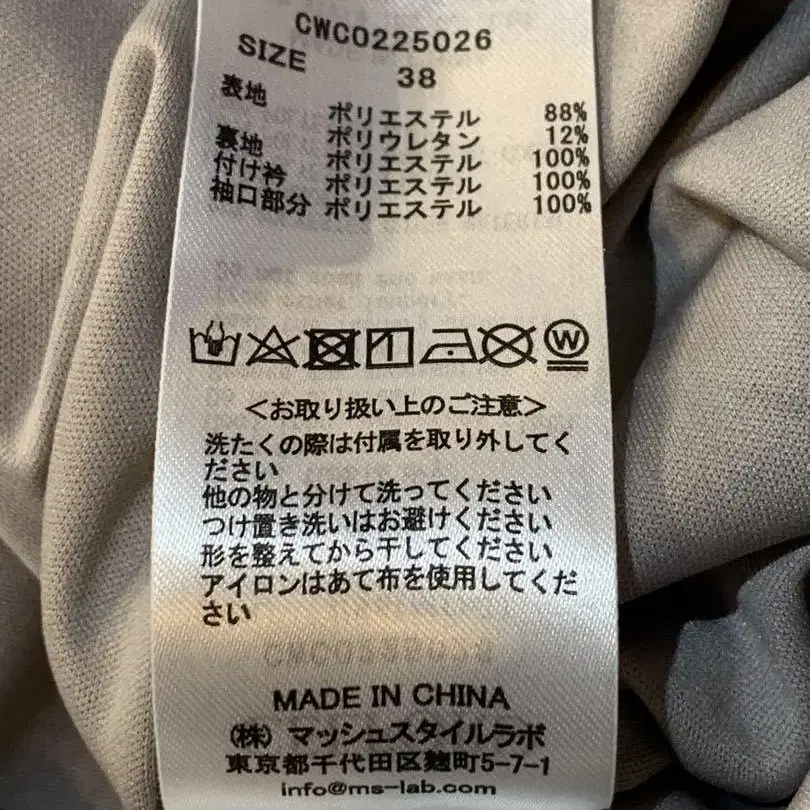 CWCO225026
SIZE 38
表地 ポリエステル 88%
ポリウレタン 12%
裏地 ポリエステル 100%
付け衿 ポリエステル 100%
袖口部分 ポリエステル 100%
<お取り扱い上のご注意>
洗たくの際は付属を取り外してく
ださい
他の物と分けて洗ってください
つけ置き洗いはお避けください
形を整えてから干してください
アイロンはあて布を使用してくだ
さい
MADE IN CHINA
(株) マッシュスタイルラボ
東京都千代田区麹町5-7-1
info@ms-lab.com